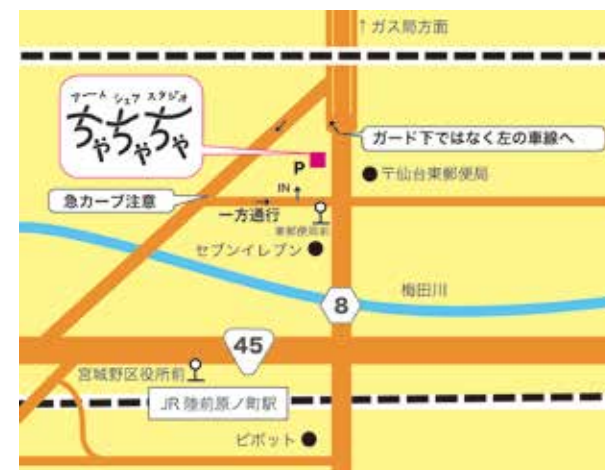 ↑ガス局方面
アート シェア スタジオ
ちゃちゃちゃ
ガード下ではなく左の車線へ
P
〒仙台東郵便局
急カーブ注意
IN
一方通行
東郵便局前
セブンイレブン
梅田川
8
45
宮城野区役所前
JR 陸前原ノ町駅
ピボット